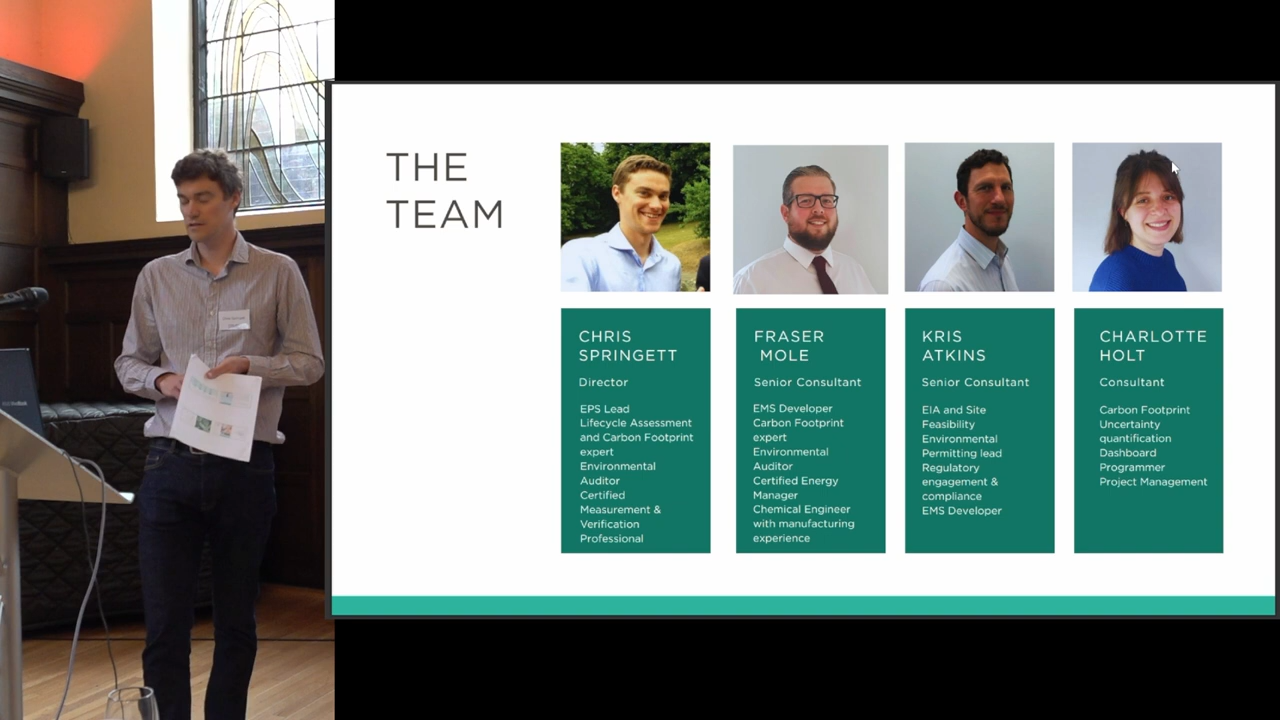 THE
TEAM
CHRIS
SPRINGETT
Director
EPS Lead
Lifecycle Assessment
and Carbon Footprint
expert
Environmental
Auditor
Certified
Measurement &
Verification
Professional
FRASER
MOLE
Senior Consultant
EMS Developer
Carbon Footprint
expert
Environmental
Auditor
Certified Energy
Manager
Chemical Engineer
with manufacturing
experience
KRIS
ATKINS
Senior Consultant
EIA and Site
Feasibility
Environmental
Permitting lead
Regulatory
engagement &
compliance
EMS Developer
CHARLOTTE
HOLT
Consultant
Carbon Footprint
Uncertainty
quantification
Dashboard
Programmer
Project Management